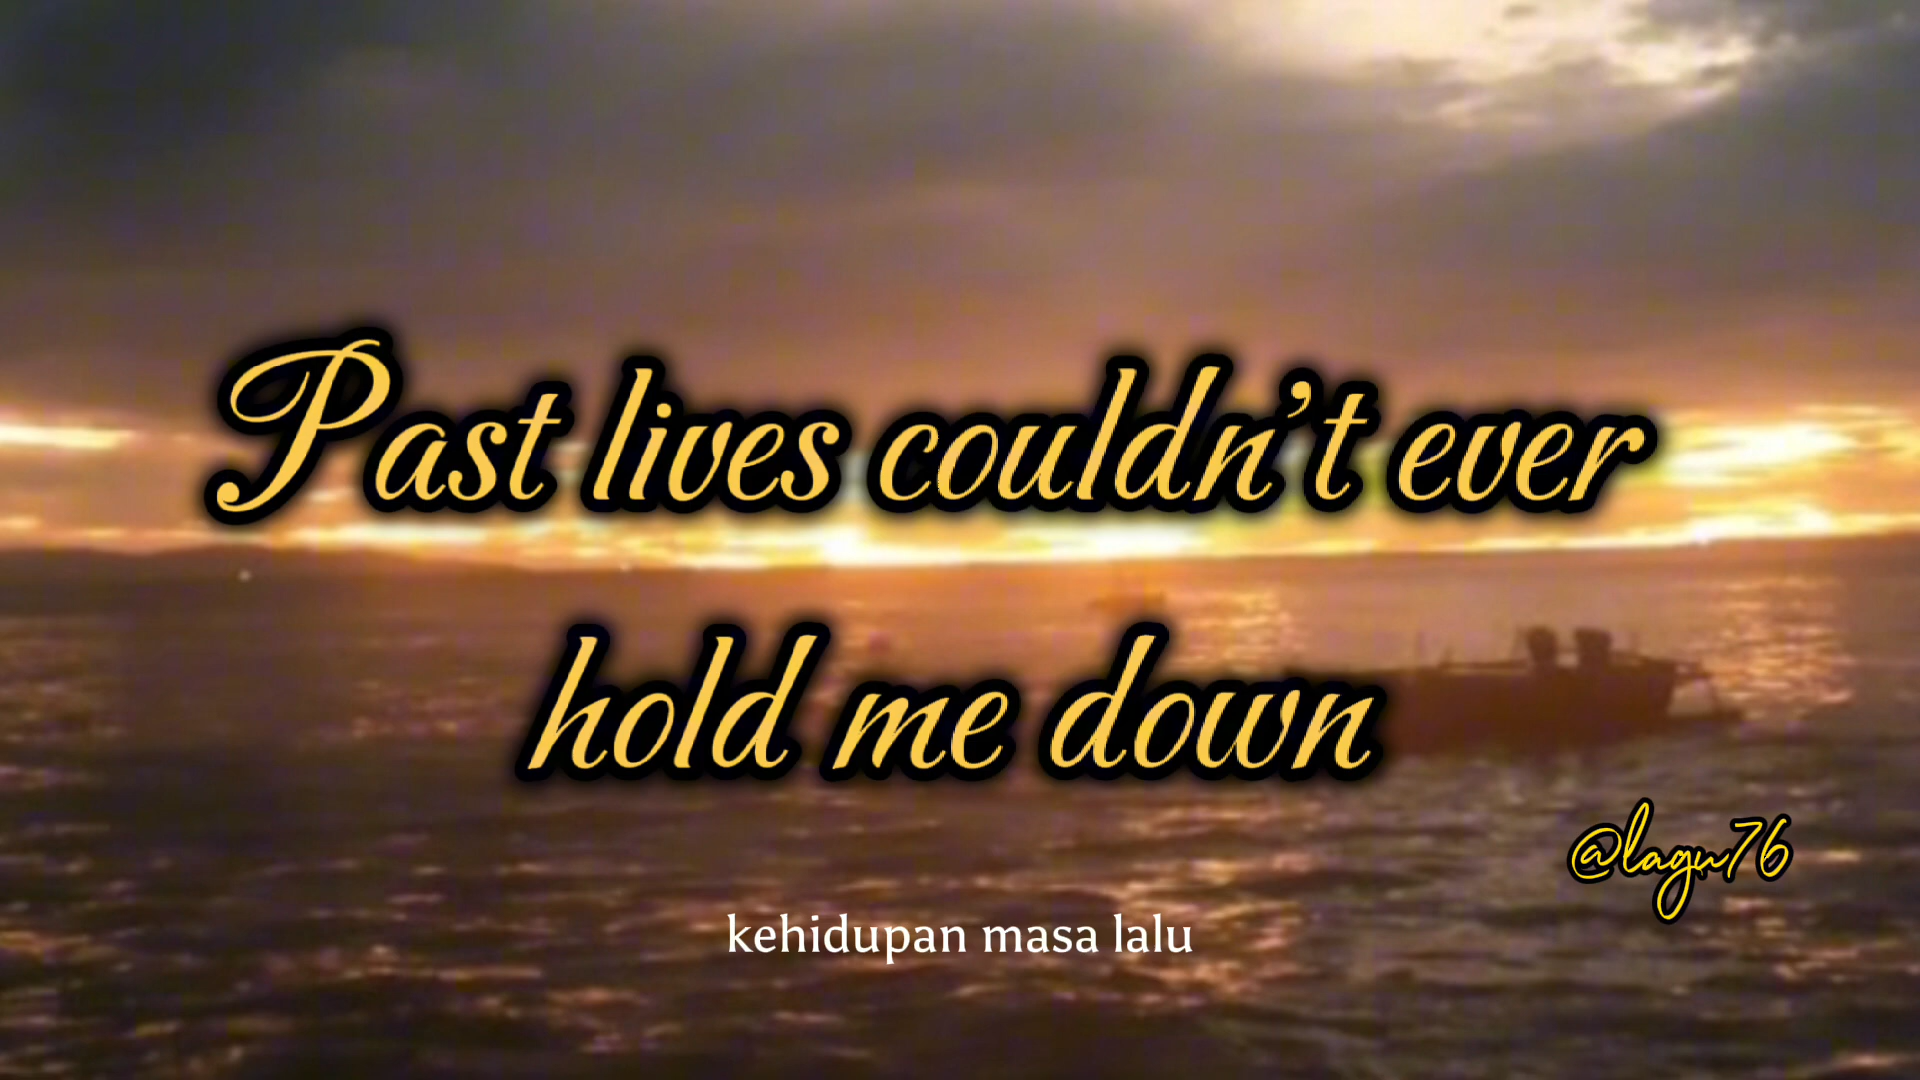 Past lives couldn’t ever
hold me down
@lagu76
kehidupan masa lalu